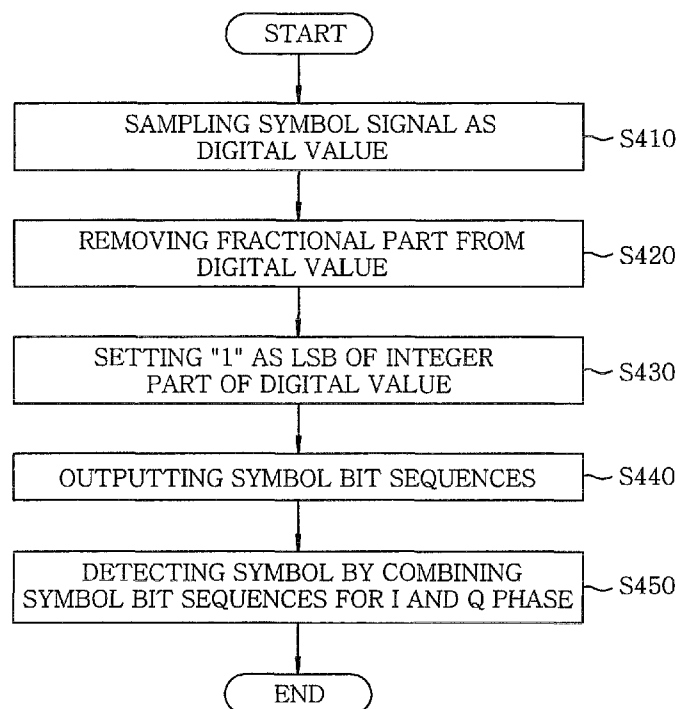 START
SAMPLING SYMBOL SIGNAL AS
DIGITAL VALUE
S410
REMOVING FRACTIONAL PART FROM
DIGITAL VALUE
S420
SETTING "1" AS LSB OF INTEGER
PART OF DIGITAL VALUE
S430
OUTPUTTING SYMBOL BIT SEQUENCES
S440
DETECTING SYMBOL BY COMBINING
SYMBOL BIT SEQUENCES FOR I AND Q PHASE
S450
END